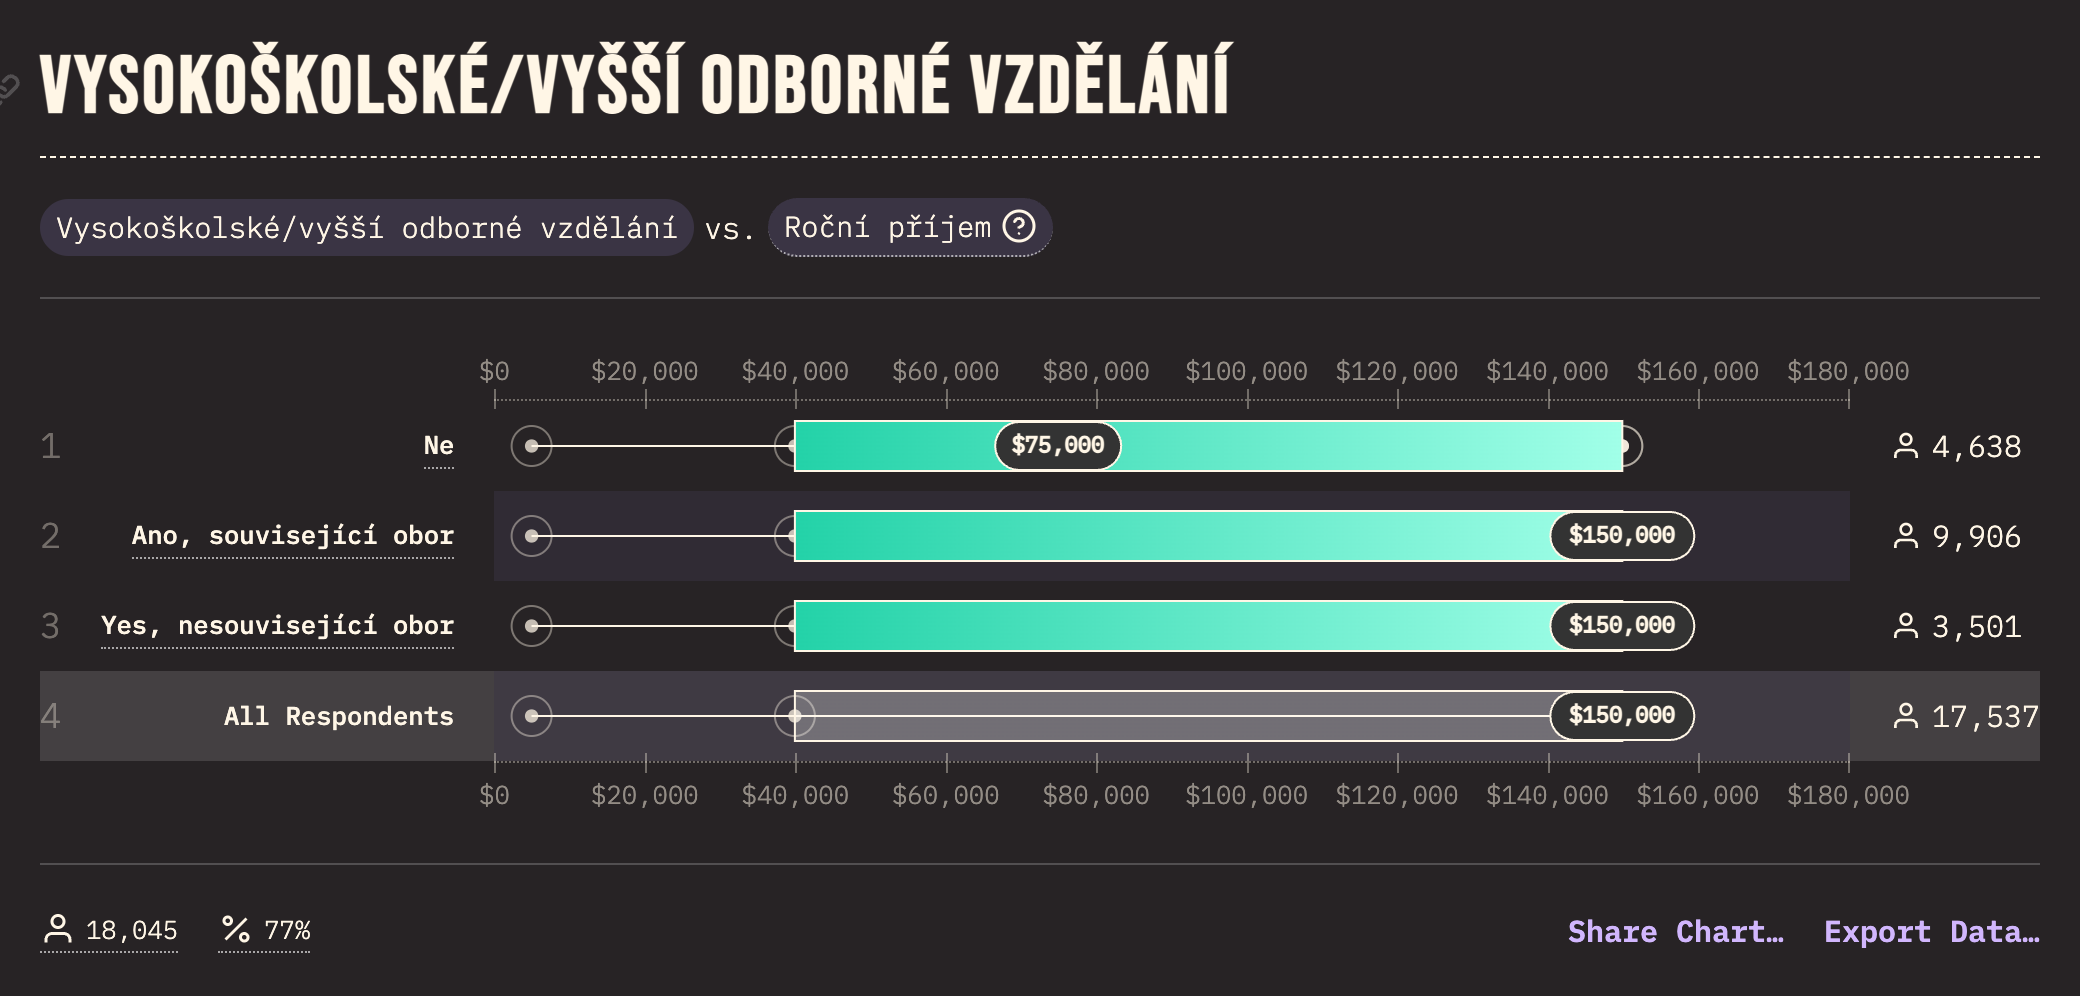 VYSOKOŠKOLSKÉ/VYŠŠÍ ODBORNÉ VZDĚLÁNÍ
Vysokoškolské/vyšší odborné vzdělání vs. Roční příjem ?
$0 $20,000 $40,000 $60,000 $80,000 $100,000 $120,000 $140,000 $160,000 $180,000
1 Ne $75,000 4,638
2 Ano, související obor $150,000 9,906
3 Yes, nesouvisející obor $150,000 3,501
4 All Respondents $150,000 17,537
$0 $20,000 $40,000 $60,000 $80,000 $100,000 $120,000 $140,000 $160,000 $180,000
18,045 % 77% Share Chart… Export Data…